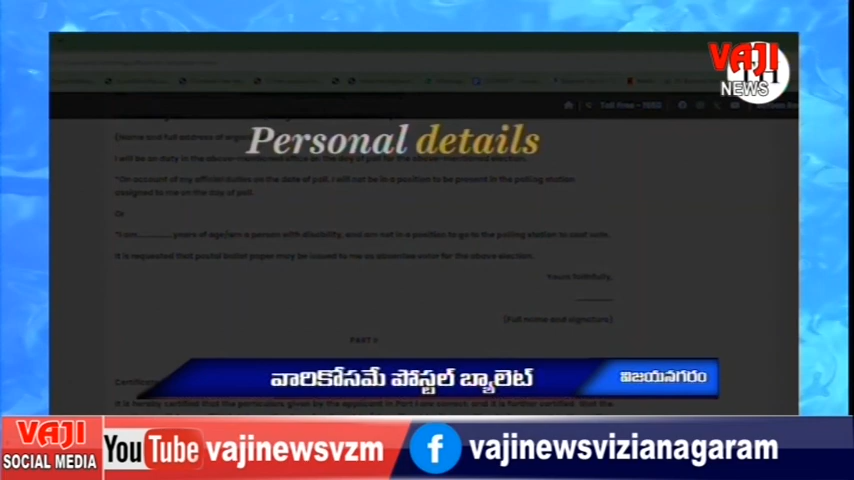 VAJI
NEWS
Toll Free - 1950
Personal details
I will be on duty in the above-mentioned office on the day of poll for the above-mentioned election.
"On account of my official duties on the date of poll, I will not be in a position to be present in the polling station
assigned to me on the day of poll.
Or
"I am............years of age/am a person with disability, and am not in a position to go to the polling station to cast vote.
It is requested that postal ballot paper may be issued to me as absentee voter for the above election.
Yours faithfully,
(Full name and signature)
PART II
వారికోసమే పోస్టల్ బ్యాలెట్
విజయనగరం
VAJI
SOCIAL MEDIA
YouTube vajinewsvzm
f vajinewsvizianagaram